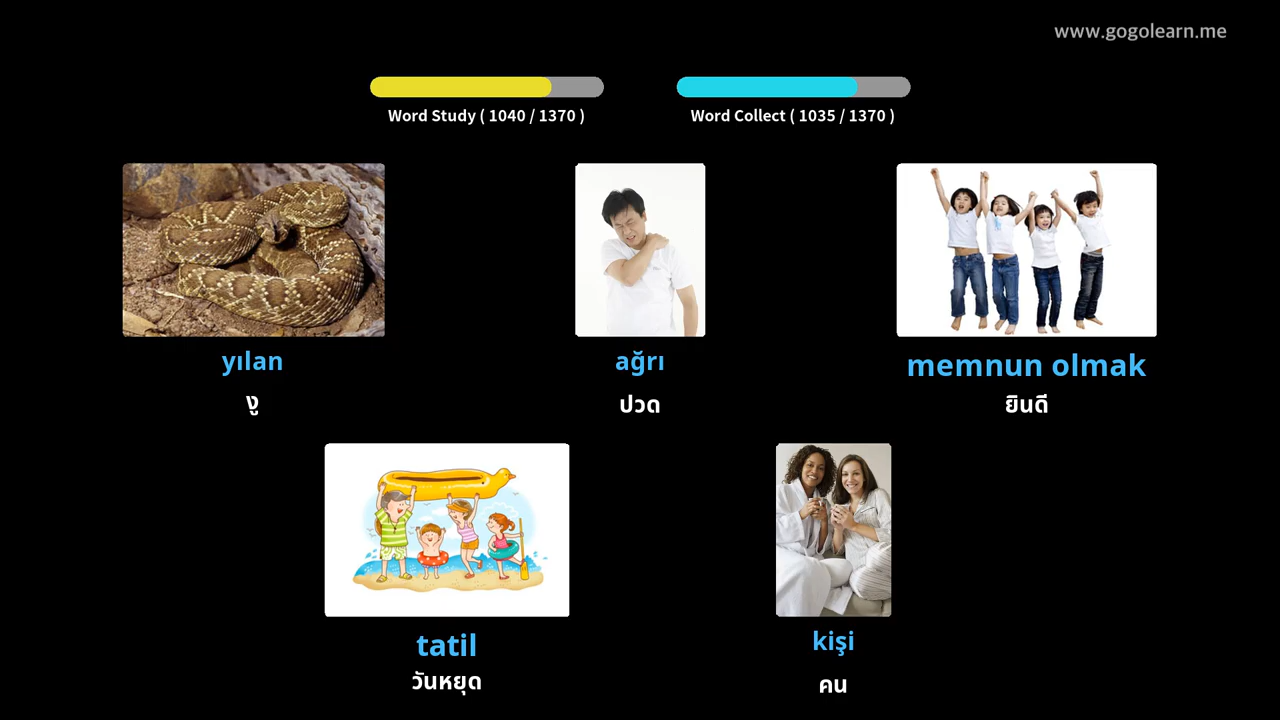 www.gogolearn.me
Word Study ( 1040 / 1370 )
Word Collect ( 1035 / 1370 )
yılan
ağrı
memnun olmak
งู
ปวด
ยินดี
tatil
kişi
วันหยุด
คน